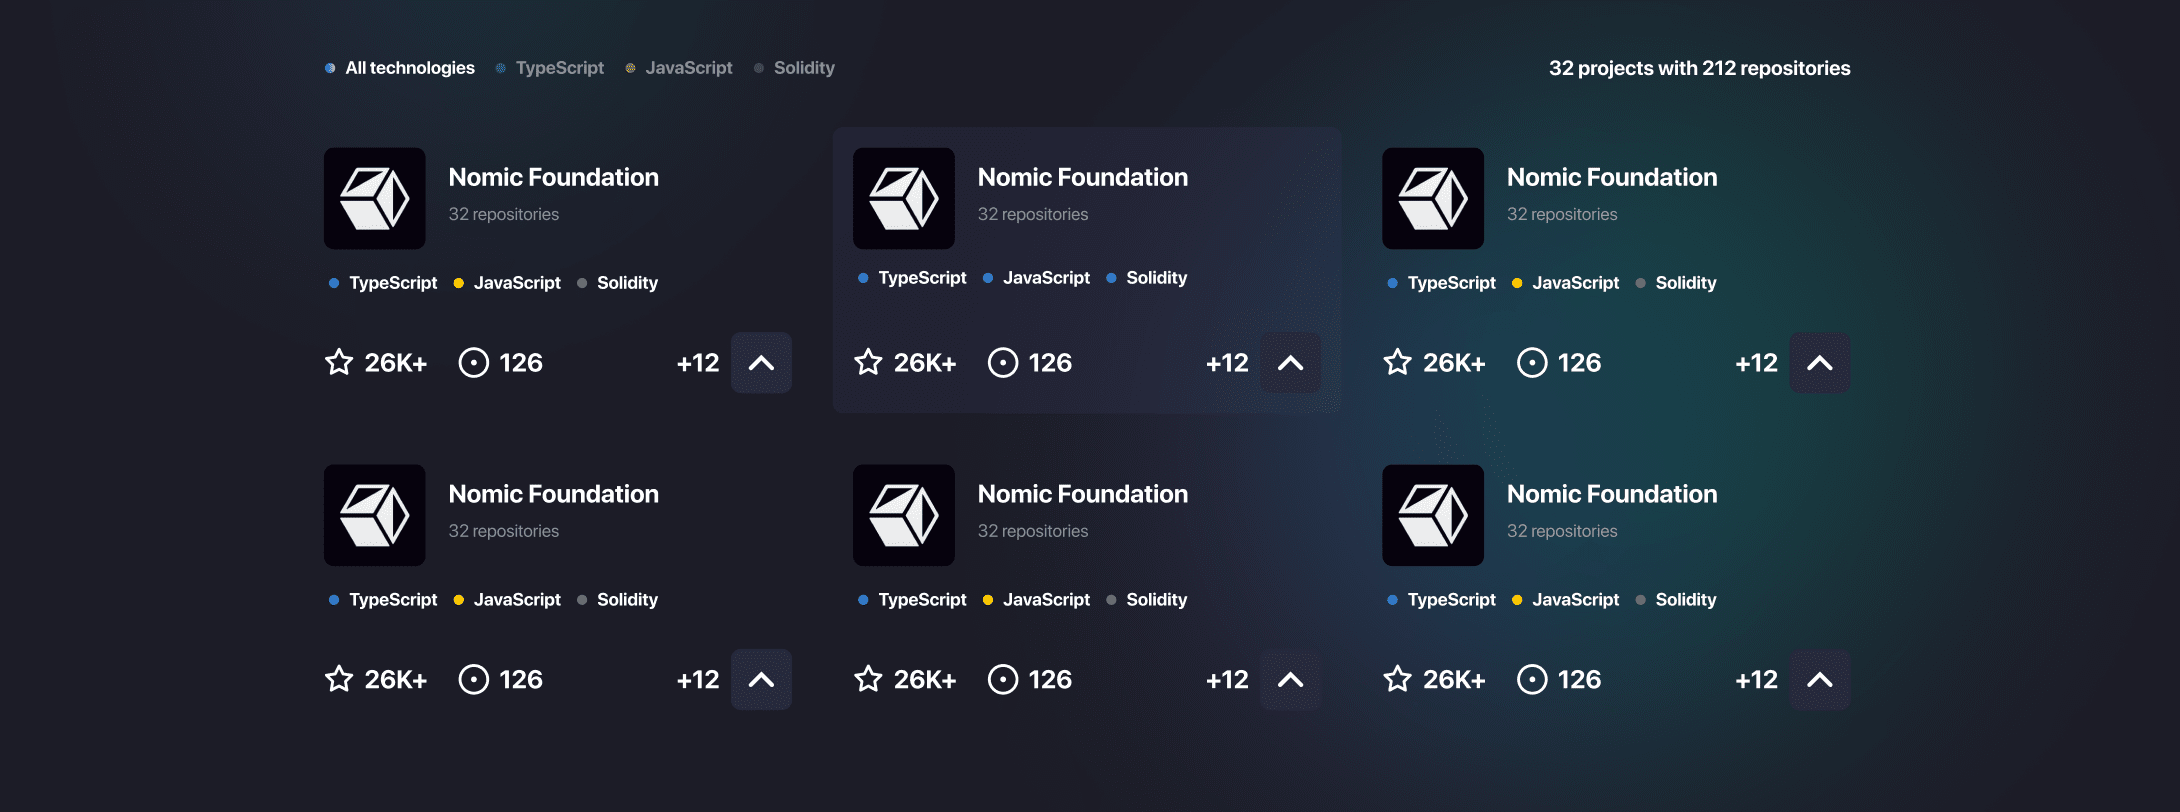 All technologies TypeScript JavaScript Solidity
32 projects with 212 repositories
Nomic Foundation
32 repositories
TypeScript JavaScript Solidity
26K+ 126 +12
Nomic Foundation
32 repositories
TypeScript JavaScript Solidity
26K+ 126 +12
Nomic Foundation
32 repositories
TypeScript JavaScript Solidity
26K+ 126 +12
Nomic Foundation
32 repositories
TypeScript JavaScript Solidity
26K+ 126 +12
Nomic Foundation
32 repositories
TypeScript JavaScript Solidity
26K+ 126 +12
Nomic Foundation
32 repositories
TypeScript JavaScript Solidity
26K+ 126 +12